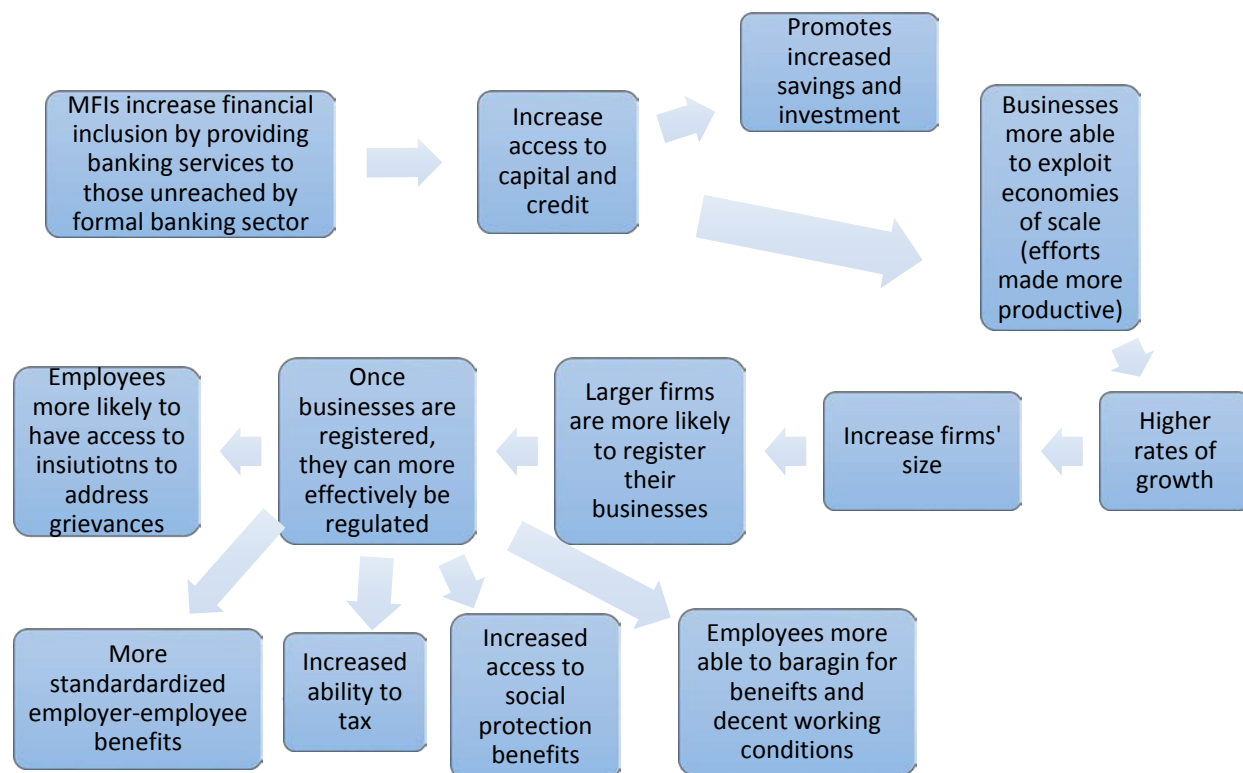 MFIs increase financial
inclusion by providing
banking services to
those unreached by
formal banking sector
Increase
access to
capital and
credit
Promotes
increased
savings and
investment
Businesses
more able
to exploit
economies
of scale
(efforts
made more
productive)
Higher
rates of
growth
Increase firms'
size
Larger firms
are more likely
to register
their
businesses
Once
businesses are
registered,
they can more
effectively be
regulated
Employees
more likely to
have access to
insiutiotns to
address
grievances
More
standardardized
employer-employee
benefits
Increased
ability to
tax
Increased
access to
social
protection
benefits
Employees more
able to baragin for
beneifts and
decent working
conditions